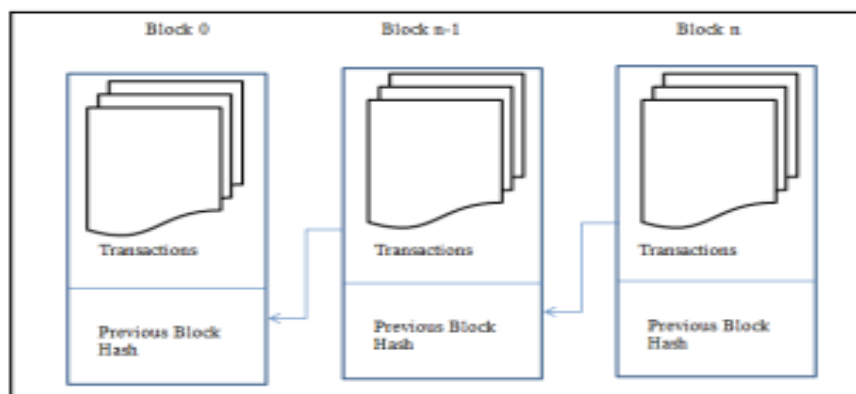 Block 0
Block n-1
Block n
Transactions
Transactions
Transactions
Previous Block
Hash
Previous Block
Hash
Previous Block
Hash